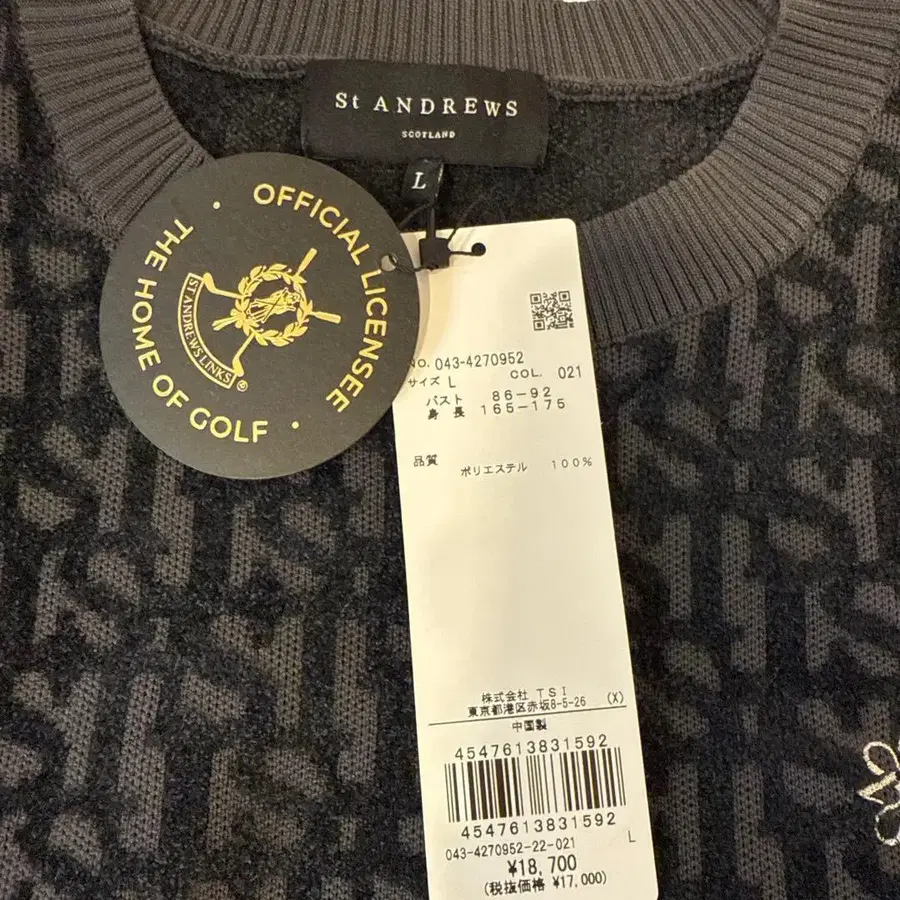 St ANDREWS
SCOTLAND
L
OFFICIAL LICENSEE
THE HOME OF GOLF
ST ANDREWS LINKS
NO. 043-4270952
サイズ L COL. 021
バスト 86-92
身長 165-175
品質 ポリエステル 100%
株式会社 TSI
東京都港区赤坂8-5-26 (X)
中国製
4547613831592
4547613831592
043-4270952-22-021 L
¥18,700
(税抜価格 ¥17,000)